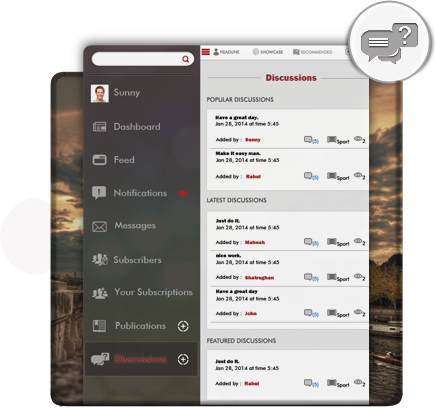 HEADLINE
SHOWCASE
RECOMMENDED
Discussions
Sunny
Dashboard
Feed
Notifications
Messages
Subscribers
Your Subscriptions
Publications
Discussions
POPULAR DISCUSSIONS
Have a great day.
Jan 28, 2014 at time 5:45
Added by : Sunny (5) Sport 2
Make it easy man.
Jan 28, 2014 at time 5:45
Added by : Rahul (5) Sport 2
LATEST DISCUSSIONS
Just do it.
Jan 28, 2014 at time 5:45
Added by : Mahesh (5) Sport 2
nice work.
Jan 28, 2014 at time 5:45
Added by : Shatrughan (5) Sport 2
Have a great day
Jan 28, 2014 at time 5:45
Added by : John (5) Sport 2
FEATURED DISCUSSIONS
Just do it.
Jan 28, 2014 at time 5:45
Added by : Rahul (5) Sport 2